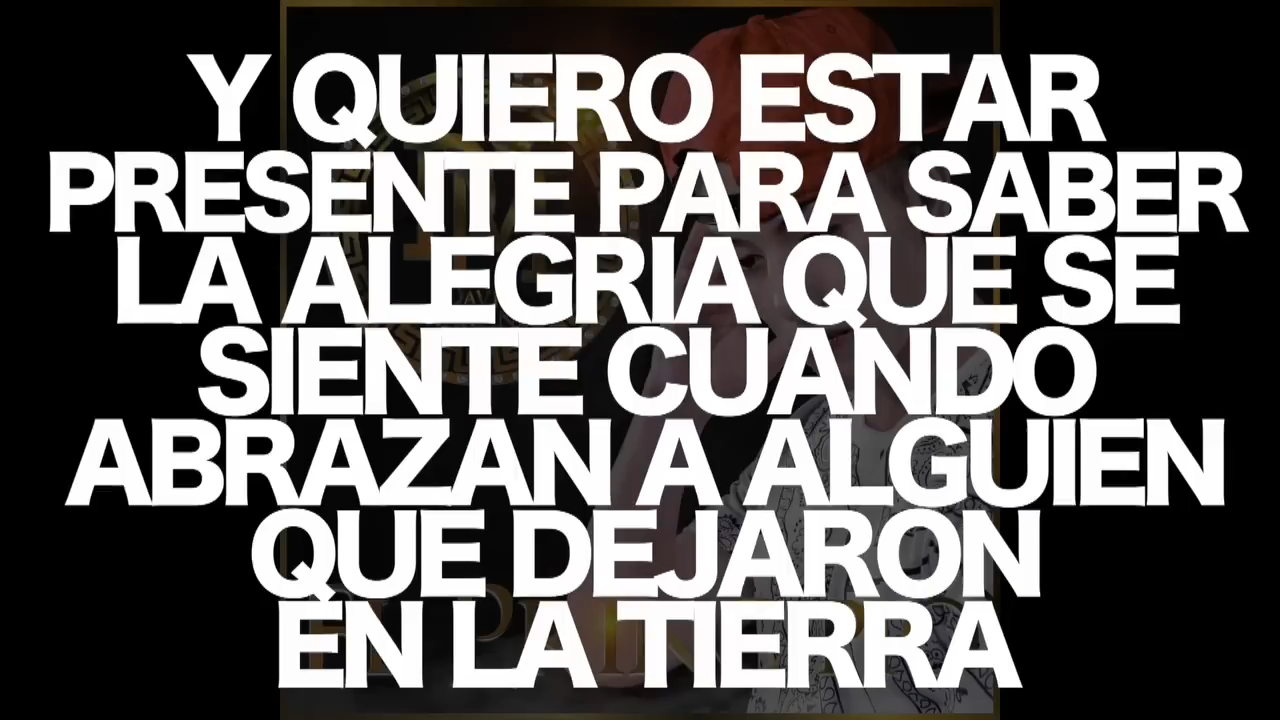 Y QUIERO ESTAR
PRESENTE PARA SABER
LA ALEGRIA QUE SE
SIENTE CUANDO
ABRAZAN A ALGUIEN
QUE DEJARON
EN LA TIERRA